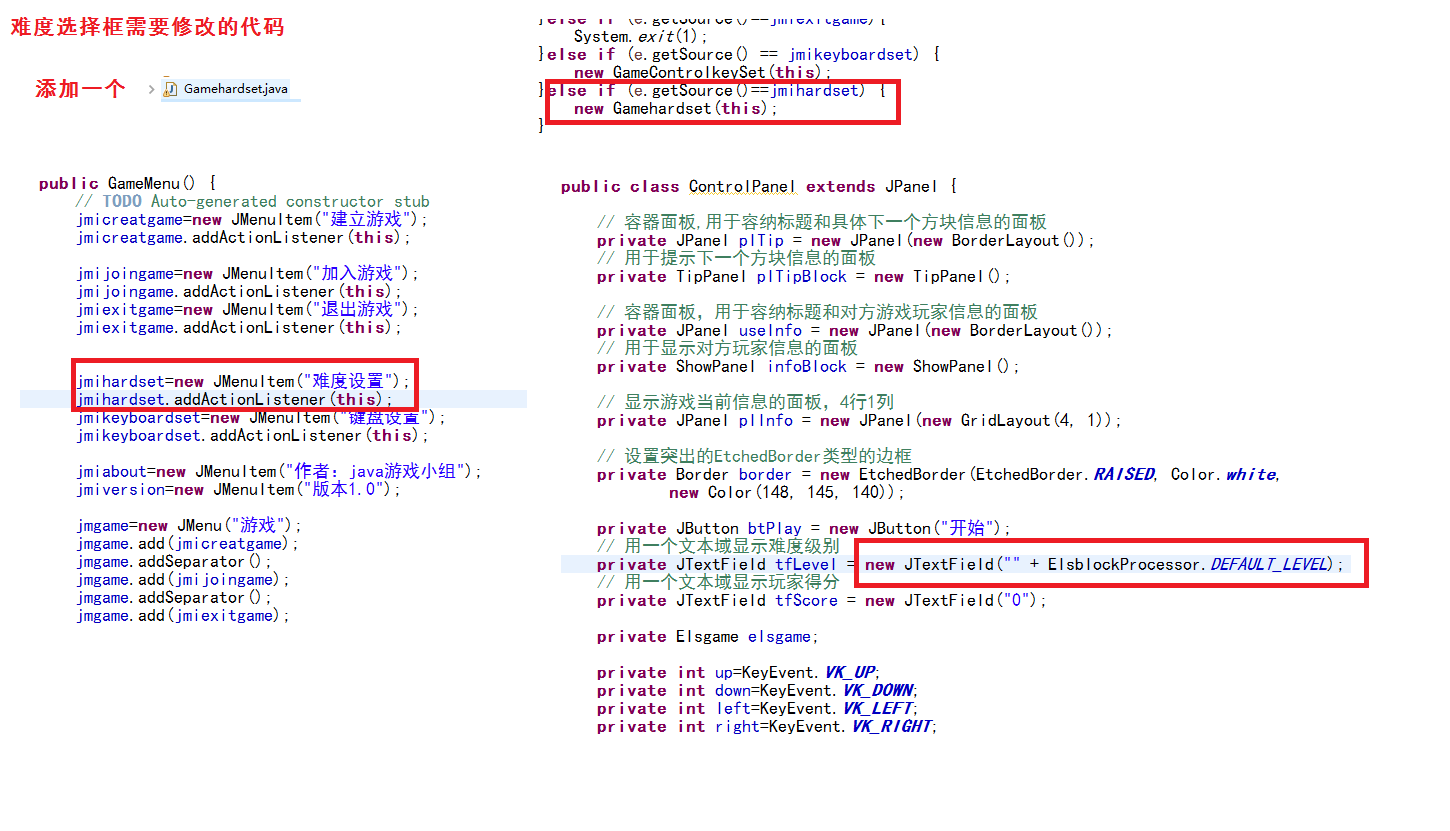 难度选择框需要修改的代码
添加一个 > Gamehardset.java
public GameMenu() {
// TODO Auto-generated constructor stub
jmicreatgame=new JMenuItem("建立游戏");
jmicreatgame.addActionListener(this);
jmijoingame=new JMenuItem("加入游戏");
jmijoingame.addActionListener(this);
jmiexitgame=new JMenuItem("退出游戏");
jmiexitgame.addActionListener(this);
jmihardset=new JMenuItem("难度设置");
jmihardset.addActionListener(this);
jmikeyboardset=new JMenuItem("键盘设置");
jmikeyboardset.addActionListener(this);
jmiabout=new JMenuItem("作者：java游戏小组");
jmiversion=new JMenuItem("版本1.0");
jmgame=new JMenu("游戏");
jmgame.add(jmicreatgame);
jmgame.addSeparator();
jmgame.add(jmijoingame);
jmgame.addSeparator();
jmgame.add(jmiexitgame);
}else if (e.getSource()==jmiexitgame){
System.exit(1);
}else if (e.getSource() == jmikeyboardset) {
new GameControlkeySet(this);
}else if (e.getSource()==jmihardset) {
new Gamehardset(this);
}
public class ControlPanel extends JPanel {
// 容器面板,用于容纳标题和具体下一个方块信息的面板
private JPanel plTip = new JPanel(new BorderLayout());
// 用于提示下一个方块信息的面板
private TipPanel plTipBlock = new TipPanel();
// 容器面板，用于容纳标题和对方游戏玩家信息的面板
private JPanel useInfo = new JPanel(new BorderLayout());
// 用于显示对方玩家信息的面板
private ShowPanel infoBlock = new ShowPanel();
// 显示游戏当前信息的面板，4行1列
private JPanel plInfo = new JPanel(new GridLayout(4, 1));
// 设置突出的EtchedBorder类型的边框
private Border border = new EtchedBorder(EtchedBorder.RAISED, Color.white,
new Color(148, 145, 140));
private JButton btPlay = new JButton("开始");
// 用一个文本域显示难度级别
private JTextField tfLevel = new JTextField("" + ElsblockProcessor.DEFAULT_LEVEL);
// 用一个文本域显示玩家得分
private JTextField tfScore = new JTextField("0");
private Elsgame elsgame;
private int up=KeyEvent.VK_UP;
private int down=KeyEvent.VK_DOWN;
private int left=KeyEvent.VK_LEFT;
private int right=KeyEvent.VK_RIGHT;